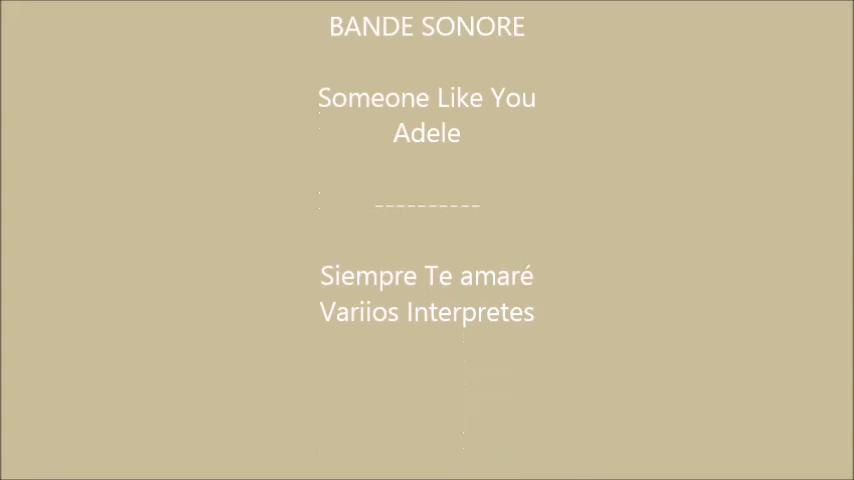 BANDE SONORE
Someone Like You
Adele
----------
Siempre Te amaré
Variios Interpretes